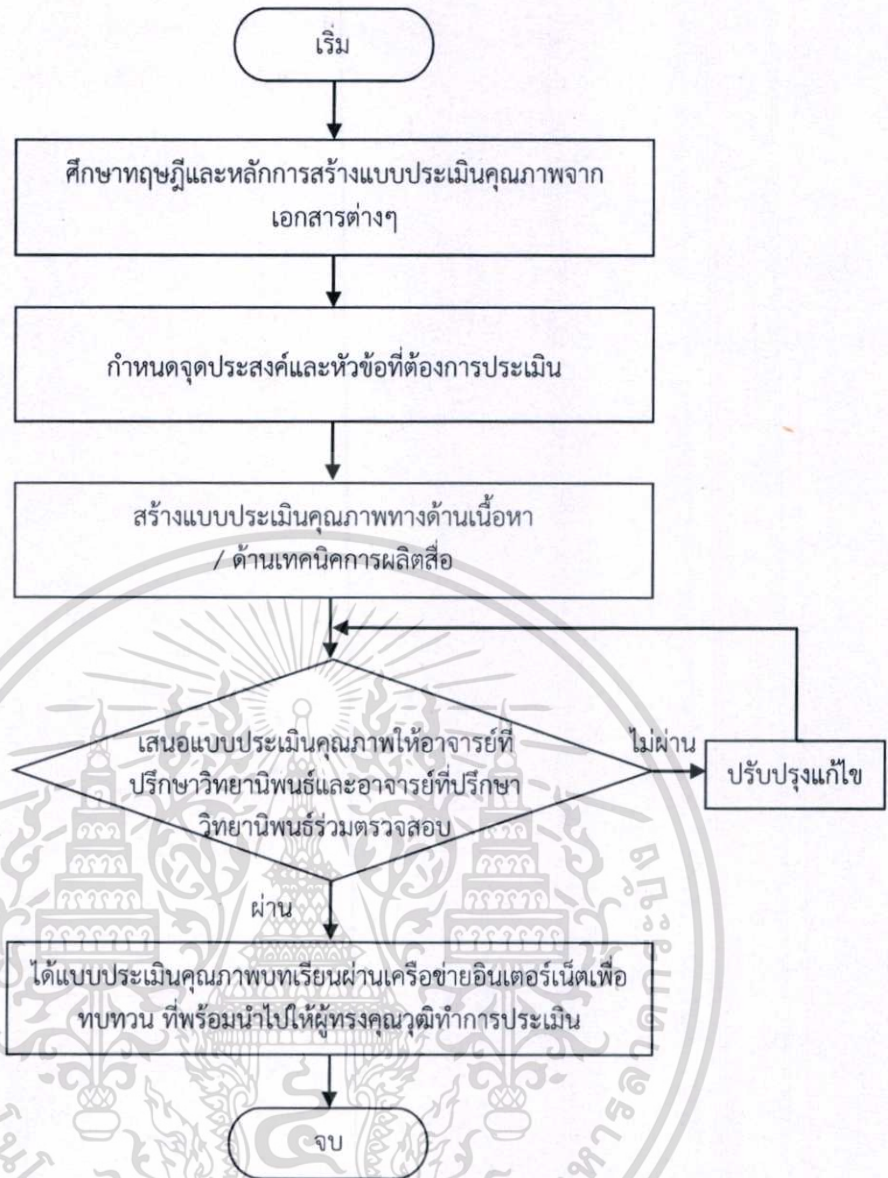 เริ่ม
ศึกษาทฤษฎีและหลักการสร้างแบบประเมินคุณภาพจาก
เอกสารต่างๆ
กำหนดจุดประสงค์และหัวข้อที่ต้องการประเมิน
สร้างแบบประเมินคุณภาพทางด้านเนื้อหา
/ ด้านเทคนิคการผลิตสื่อ
เสนอแบบประเมินคุณภาพให้อาจารย์ที่
ปรึกษาวิทยานิพนธ์และอาจารย์ที่ปรึกษา
วิทยานิพนธ์ร่วมตรวจสอบ
ไม่ผ่าน
ปรับปรุงแก้ไข
ผ่าน
ได้แบบประเมินคุณภาพบทเรียนผ่านเครือข่ายอินเตอร์เน็ตเพื่อ
ทบทวน ที่พร้อมนำไปให้ผู้ทรงคุณวุฒิทำการประเมิน
จบ